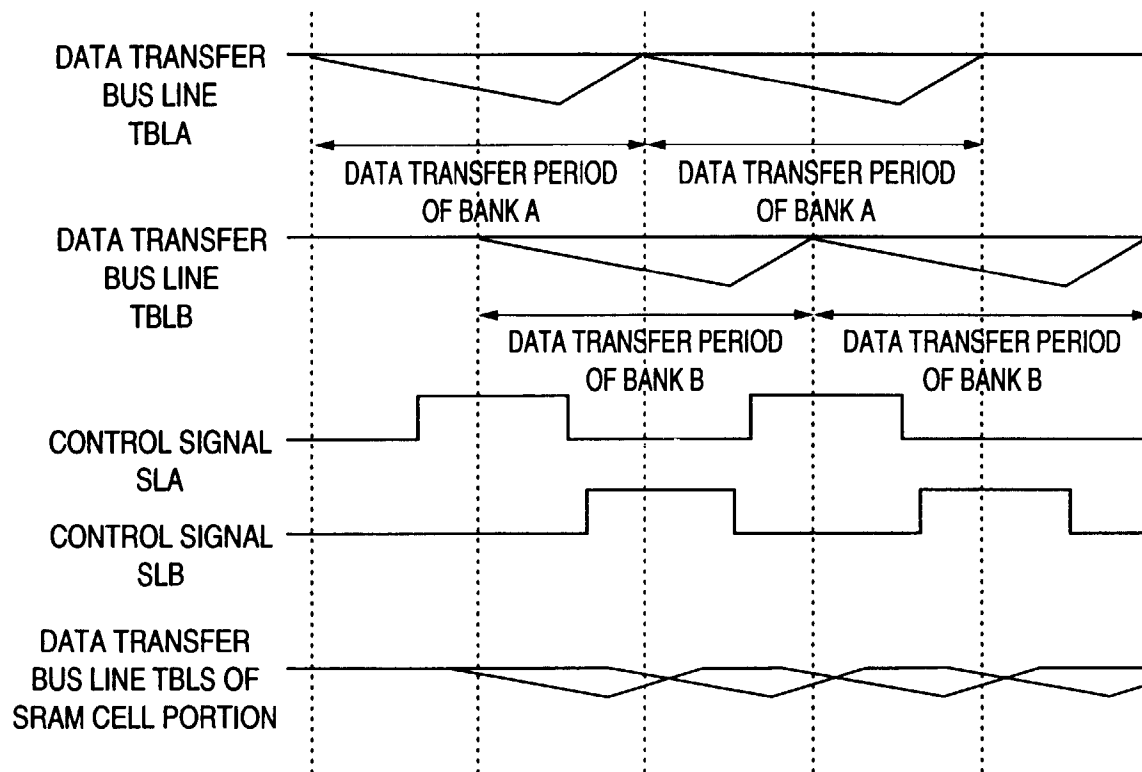 DATA TRANSFER
BUS LINE
TBLA
DATA TRANSFER PERIOD
OF BANK A
DATA TRANSFER PERIOD
OF BANK A
DATA TRANSFER
BUS LINE
TBLB
DATA TRANSFER PERIOD
OF BANK B
DATA TRANSFER PERIOD
OF BANK B
CONTROL SIGNAL
SLA
CONTROL SIGNAL
SLB
DATA TRANSFER
BUS LINE TBLS OF
SRAM CELL PORTION